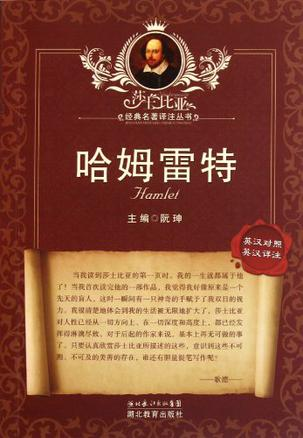 莎士比亚
经典名著译注丛书
哈姆雷特
Hamlet
主编 阮珅
英汉对照
英汉详注
当我读到莎士比亚的第一页时，我的一生就都属于他
了！当我首次读完他的一部作品，我觉得我好像原来是一个
先天的盲人，这时一瞬间有一只神奇的手赋予了我双目的视
力。我很清楚地体会到我的生活被无限地扩大了。莎士比亚
对人性已经从一切方向上、在一切深度和高度上，都已经发
挥得淋漓尽致。对于后起的作家来说，基本上再无可做的事
了。只要认真欣赏莎士比亚所描述的这些，意识到这些不可
测、不可及的美善的存在，谁还有胆量提笔写作呢！
——歌德——
长江出版传媒
湖北教育出版社